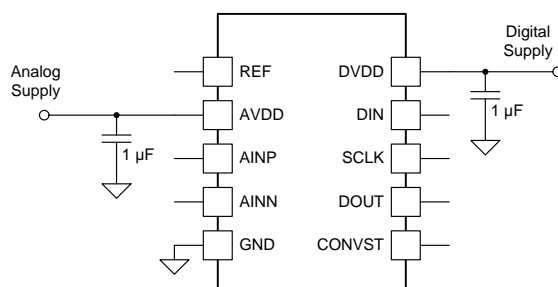 Analog
Supply
1 µF
REF
AVDD
AINP
AINN
GND
DVDD
DIN
SCLK
DOUT
CONVST
Digital
Supply
1 µF